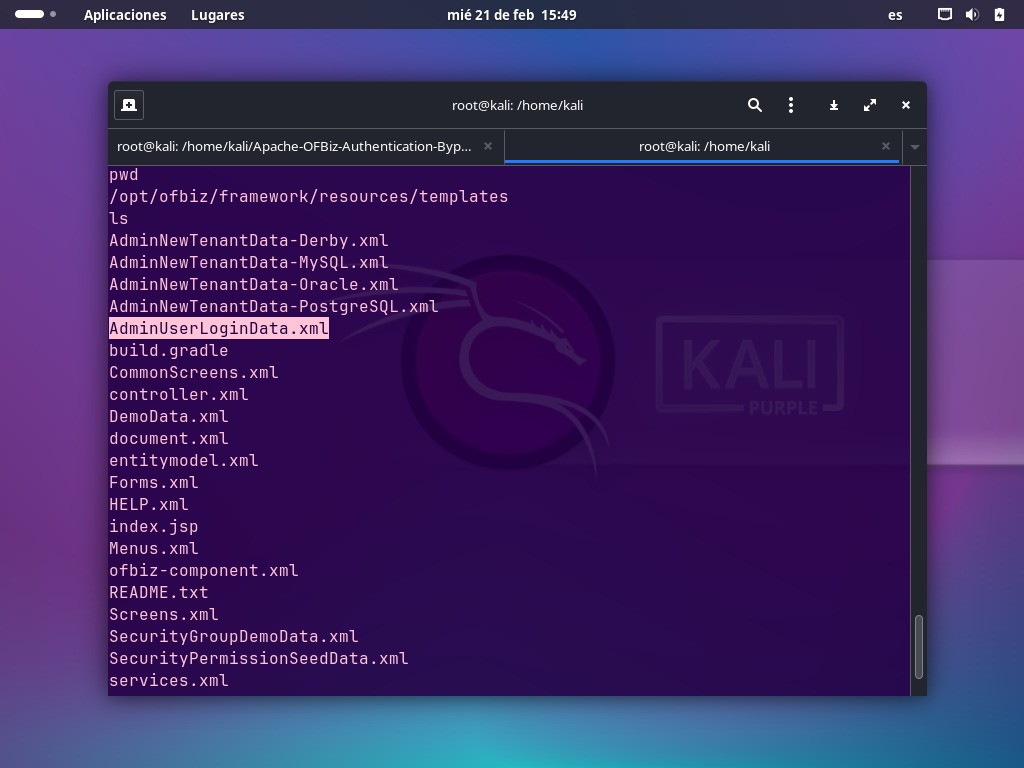 Aplicaciones Lugares mié 21 de feb 15:49 es
root@kali: /home/kali
root@kali: /home/kali/Apache-OFBiz-Authentication-Byp... root@kali: /home/kali
pwd
/opt/ofbiz/framework/resources/templates
ls
AdminNewTenantData-Derby.xml
AdminNewTenantData-MySQL.xml
AdminNewTenantData-Oracle.xml
AdminNewTenantData-PostgreSQL.xml
AdminUserLoginData.xml
build.gradle
CommonScreens.xml
controller.xml
DemoData.xml
document.xml
entitymodel.xml
Forms.xml
HELP.xml
index.jsp
Menus.xml
ofbiz-component.xml
README.txt
Screens.xml
SecurityGroupDemoData.xml
SecurityPermissionSeedData.xml
services.xml
KALI
PURPLE